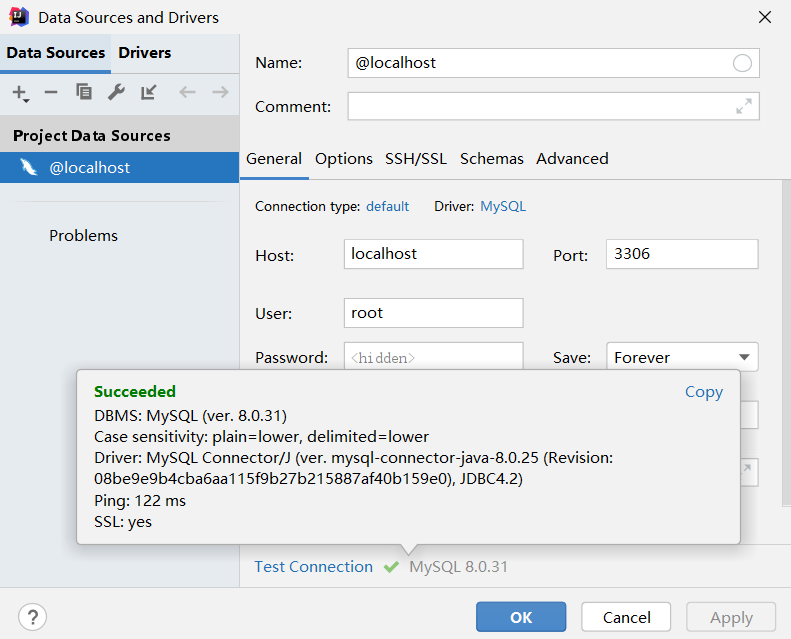 Data Sources and Drivers
Data Sources Drivers
Project Data Sources
@localhost
Problems
Name: @localhost
Comment:
General Options SSH/SSL Schemas Advanced
Connection type: default Driver: MySQL
Host: localhost Port: 3306
User: root
Password: <hidden> Save: Forever
Succeeded Copy
DBMS: MySQL (ver. 8.0.31)
Case sensitivity: plain=lower, delimited=lower
Driver: MySQL Connector/J (ver. mysql-connector-java-8.0.25 (Revision:
08be9e9b4cba6aa115f9b27b215887af40b159e0), JDBC4.2)
Ping: 122 ms
SSL: yes
Test Connection MySQL 8.0.31
? OK Cancel Apply